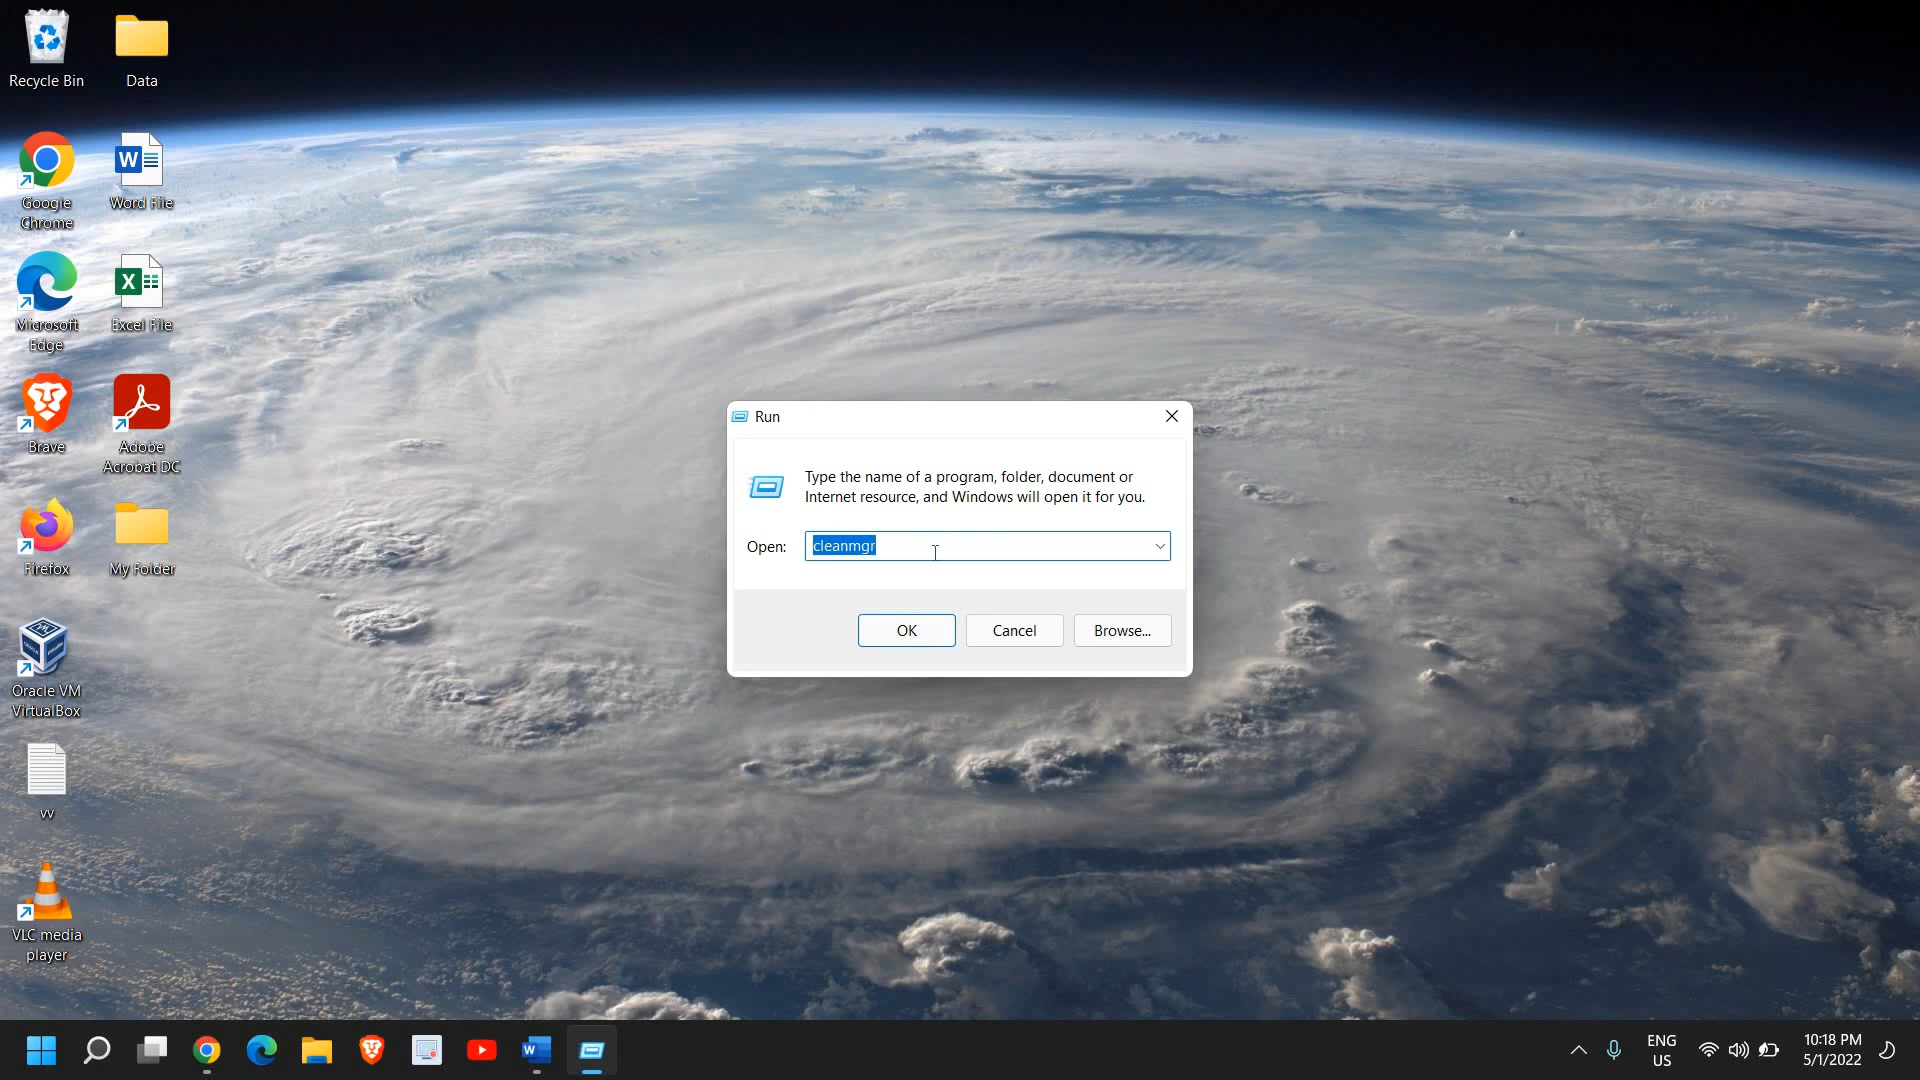 Recycle Bin
Data
Google
Chrome
Word File
Microsoft
Edge
Excel File
Brave
Adobe
Acrobat DC
Firefox
My Folder
Oracle VM
VirtualBox
vv
VLC media
player
Run
Type the name of a program, folder, document or
Internet resource, and Windows will open it for you.
Open:
cleanmgr
OK
Cancel
Browse...
ENG
US
10:18 PM
5/1/2022